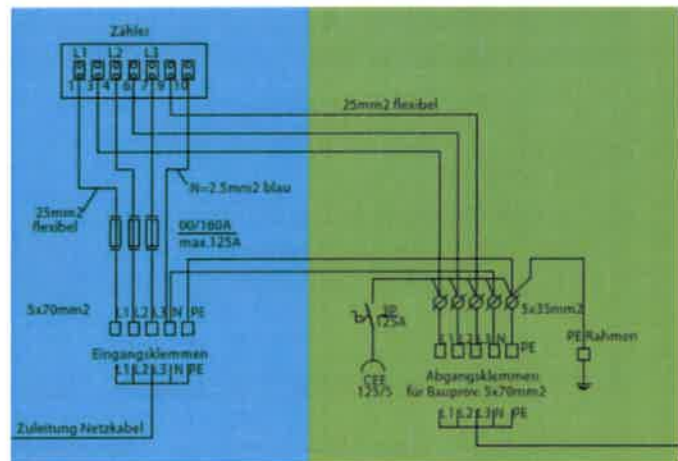 Zähler
L1 L2 L3
1 3 4 6 7 9 10
25mm2 flexibel
N=2.5mm2 blau
25mm2
flexibel
00/160A
max.125A
5x70mm2
L1 L2 L3 N PE
Eingangsklemmen
L1 L2 L3 N PE
Zuleitung Netzkabel
3P
125A
CEE
125/5
5x35mm2
L1 L2 L3 N PE
Abgangsklemmen
für Bauprov. 5x70mm2
L1 L2 L3 N PE
PE Rahmen